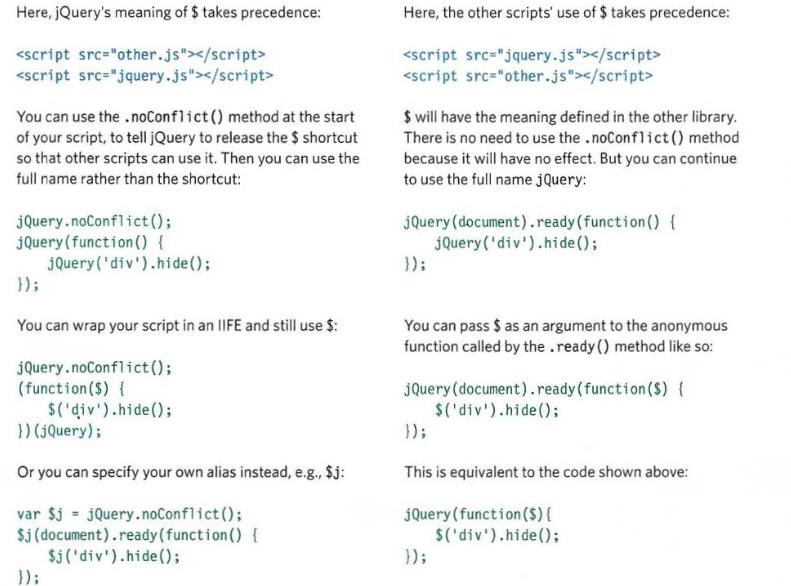 Here, jQuery's meaning of $ takes precedence:
<script src="other.js"></script>
<script src="jquery.js"></script>
You can use the .noConflict() method at the start
of your script, to tell jQuery to release the $ shortcut
so that other scripts can use it. Then you can use the
full name rather than the shortcut:
jQuery.noConflict();
jQuery(function() {
jQuery('div').hide();
});
You can wrap your script in an IIFE and still use $:
jQuery.noConflict();
(function($) {
$('div').hide();
})(jQuery);
Or you can specify your own alias instead, e.g., $j:
var $j = jQuery.noConflict();
$j(document).ready(function() {
$j('div').hide();
});
Here, the other scripts' use of $ takes precedence:
<script src="jquery.js"></script>
<script src="other.js"></script>
$ will have the meaning defined in the other library.
There is no need to use the .noConflict() method
because it will have no effect. But you can continue
to use the full name jQuery:
jQuery(document).ready(function() {
jQuery('div').hide();
});
You can pass $ as an argument to the anonymous
function called by the .ready() method like so:
jQuery(document).ready(function($) {
$('div').hide();
});
This is equivalent to the code shown above:
jQuery(function($){
$('div').hide();
});